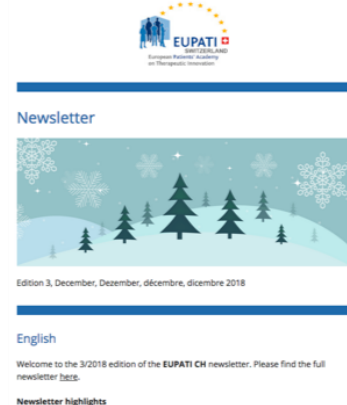 EUPATI
SWITZERLAND
European Patients' Academy
on Therapeutic Innovation
Newsletter
Edition 3, December, Dezember, décembre, dicembre 2018
English
Welcome to the 3/2018 edition of the EUPATI CH newsletter. Please find the full
newsletter here.
Newsletter highlights